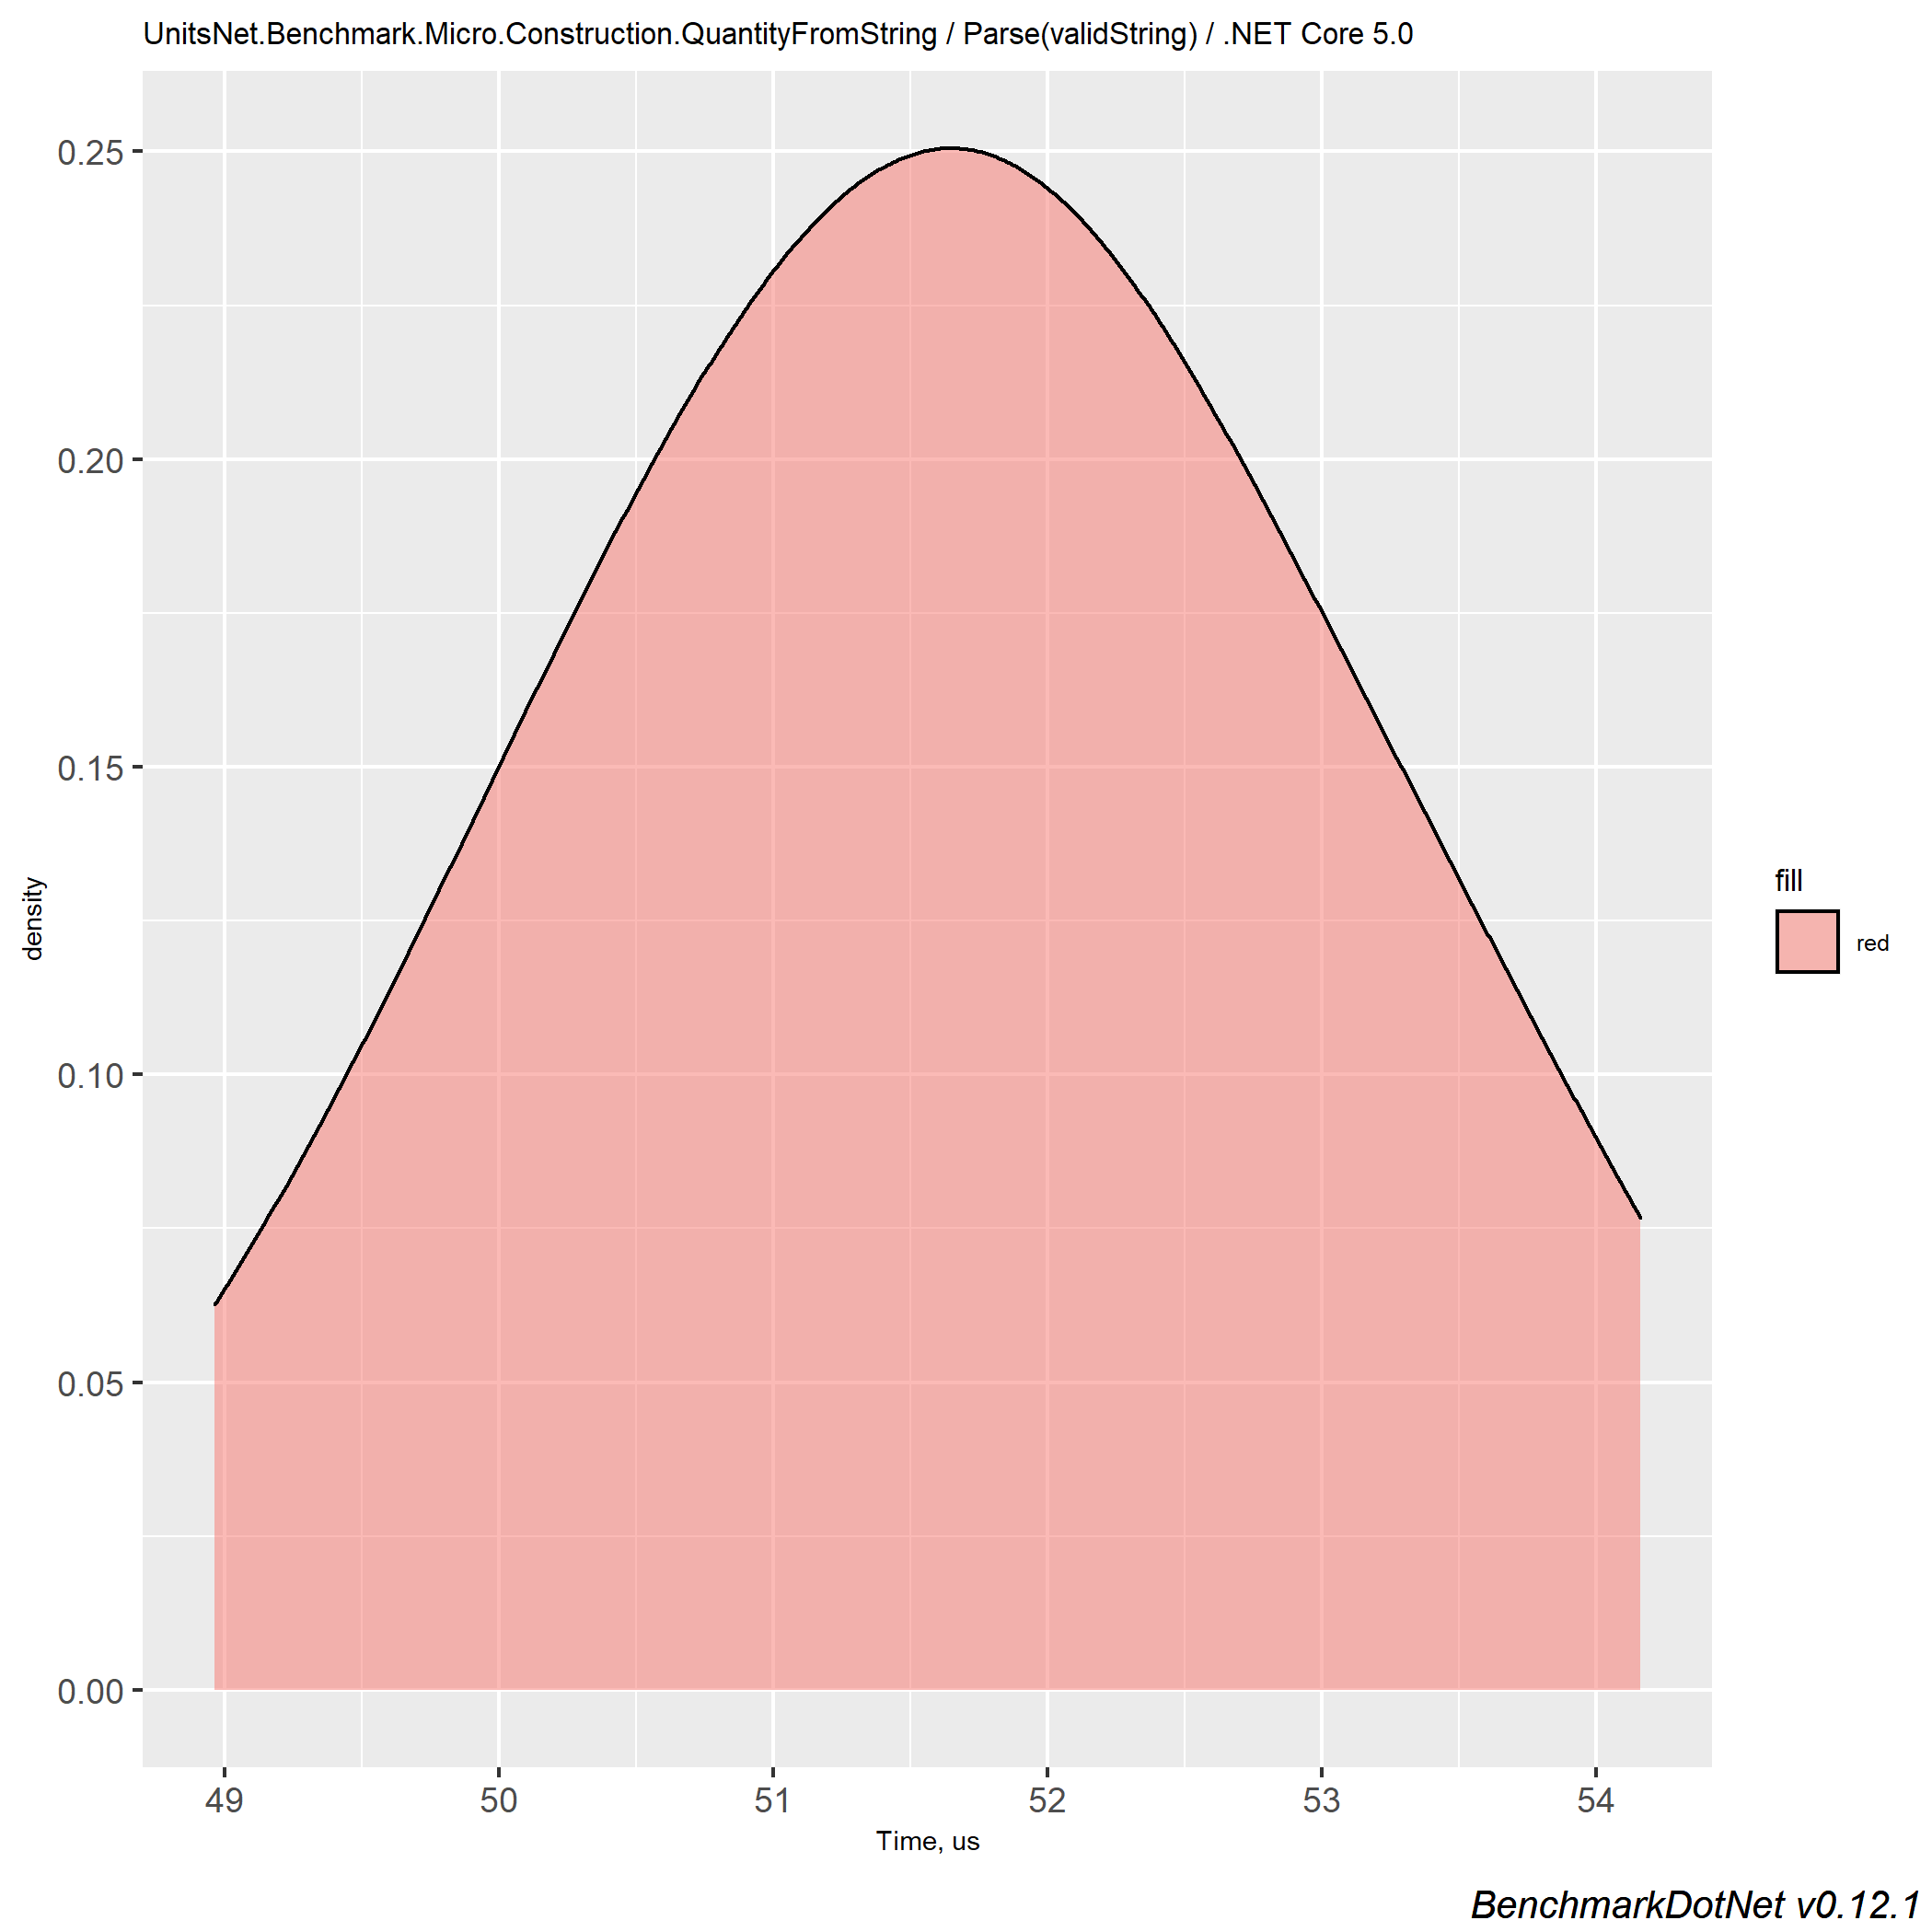 UnitsNet.Benchmark.Micro.Construction.QuantityFromString / Parse(validString) / .NET Core 5.0
0.25
0.20
0.15
0.10
0.05
0.00
density
49 50 51 52 53 54
Time, us
fill
red
BenchmarkDotNet v0.12.1